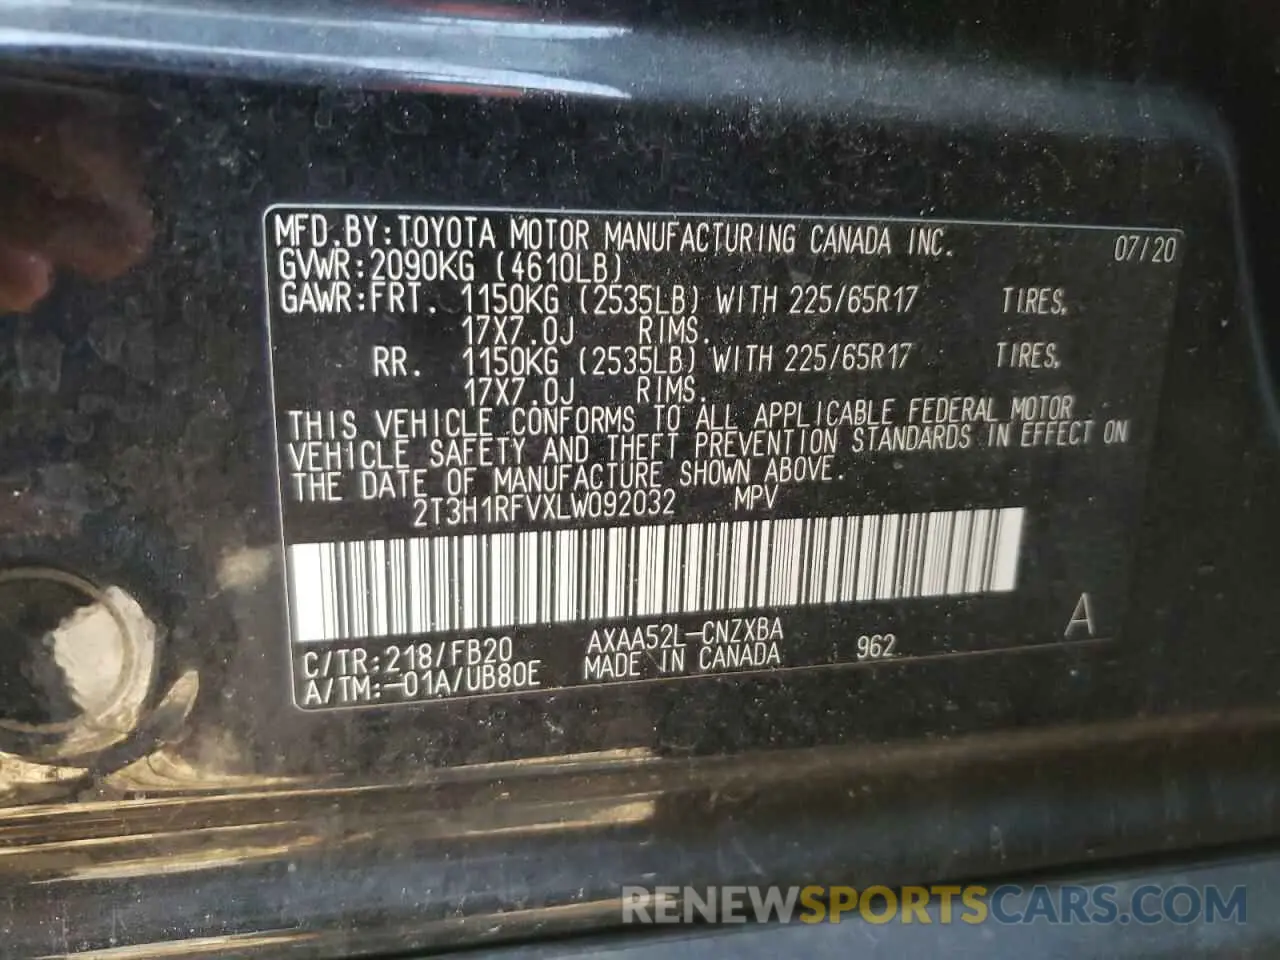 MFD.BY:TOYOTA MOTOR MANUFACTURING CANADA INC. 07/20
GVWR:2090KG (4610LB)
GAWR:FRT. 1150KG (2535LB) WITH 225/65R17 TIRES,
17X7.0J RIMS.
RR. 1150KG (2535LB) WITH 225/65R17 TIRES,
17X7.0J RIMS.
THIS VEHICLE CONFORMS TO ALL APPLICABLE FEDERAL MOTOR
VEHICLE SAFETY AND THEFT PREVENTION STANDARDS IN EFFECT ON
THE DATE OF MANUFACTURE SHOWN ABOVE.
2T3H1RFVXLW092032 MPV
C/TR:218/FB20 AXAA52L-CNZXBA 962 A
A/TM:-01A/UB80E MADE IN CANADA
RENEWSPORTSCARS.COM